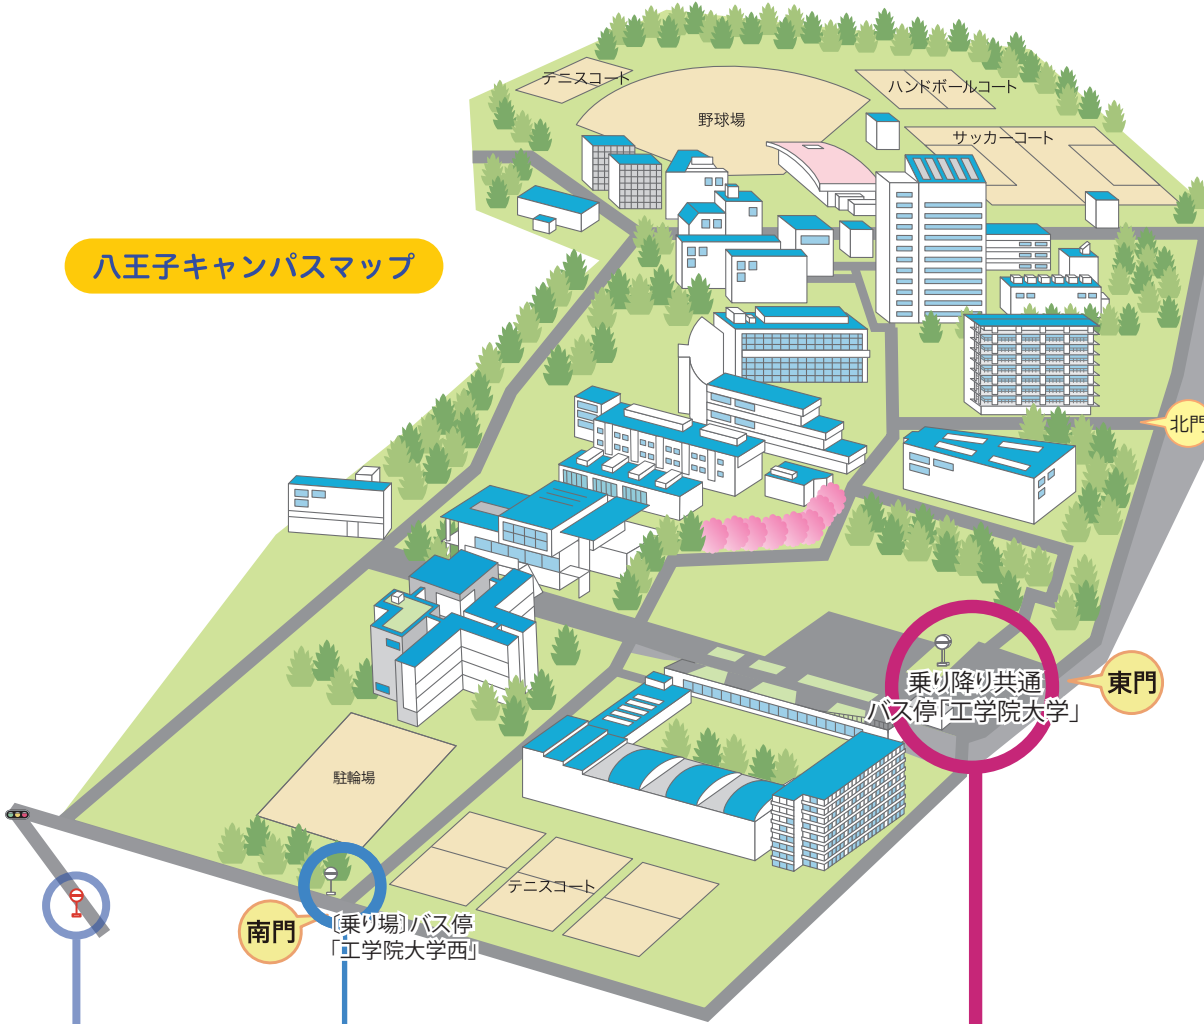 テニスコート
ハンドボールコート
野球場
サッカーコート
八王子キャンパスマップ
北門
乗り降り共通
バス停「工学院大学」
東門
駐輪場
テニスコート
南門
〔乗り場〕バス停
「工学院大学西」